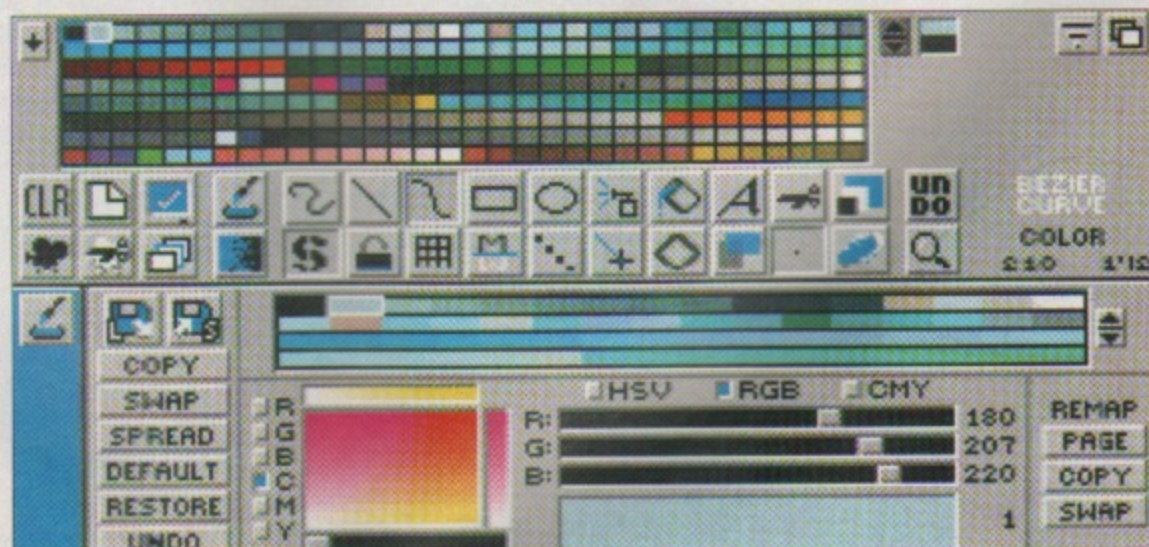 CLR
UN
DO
BEZIER
CURVE
COLOR
210
COPY
SWAP
SPREAD
DEFAULT
RESTORE
UNDO
R
G
B
C
M
Y
HSV RGB CMY
R: 180
G: 207
B: 220
1
REMAP
PAGE
COPY
SWAP